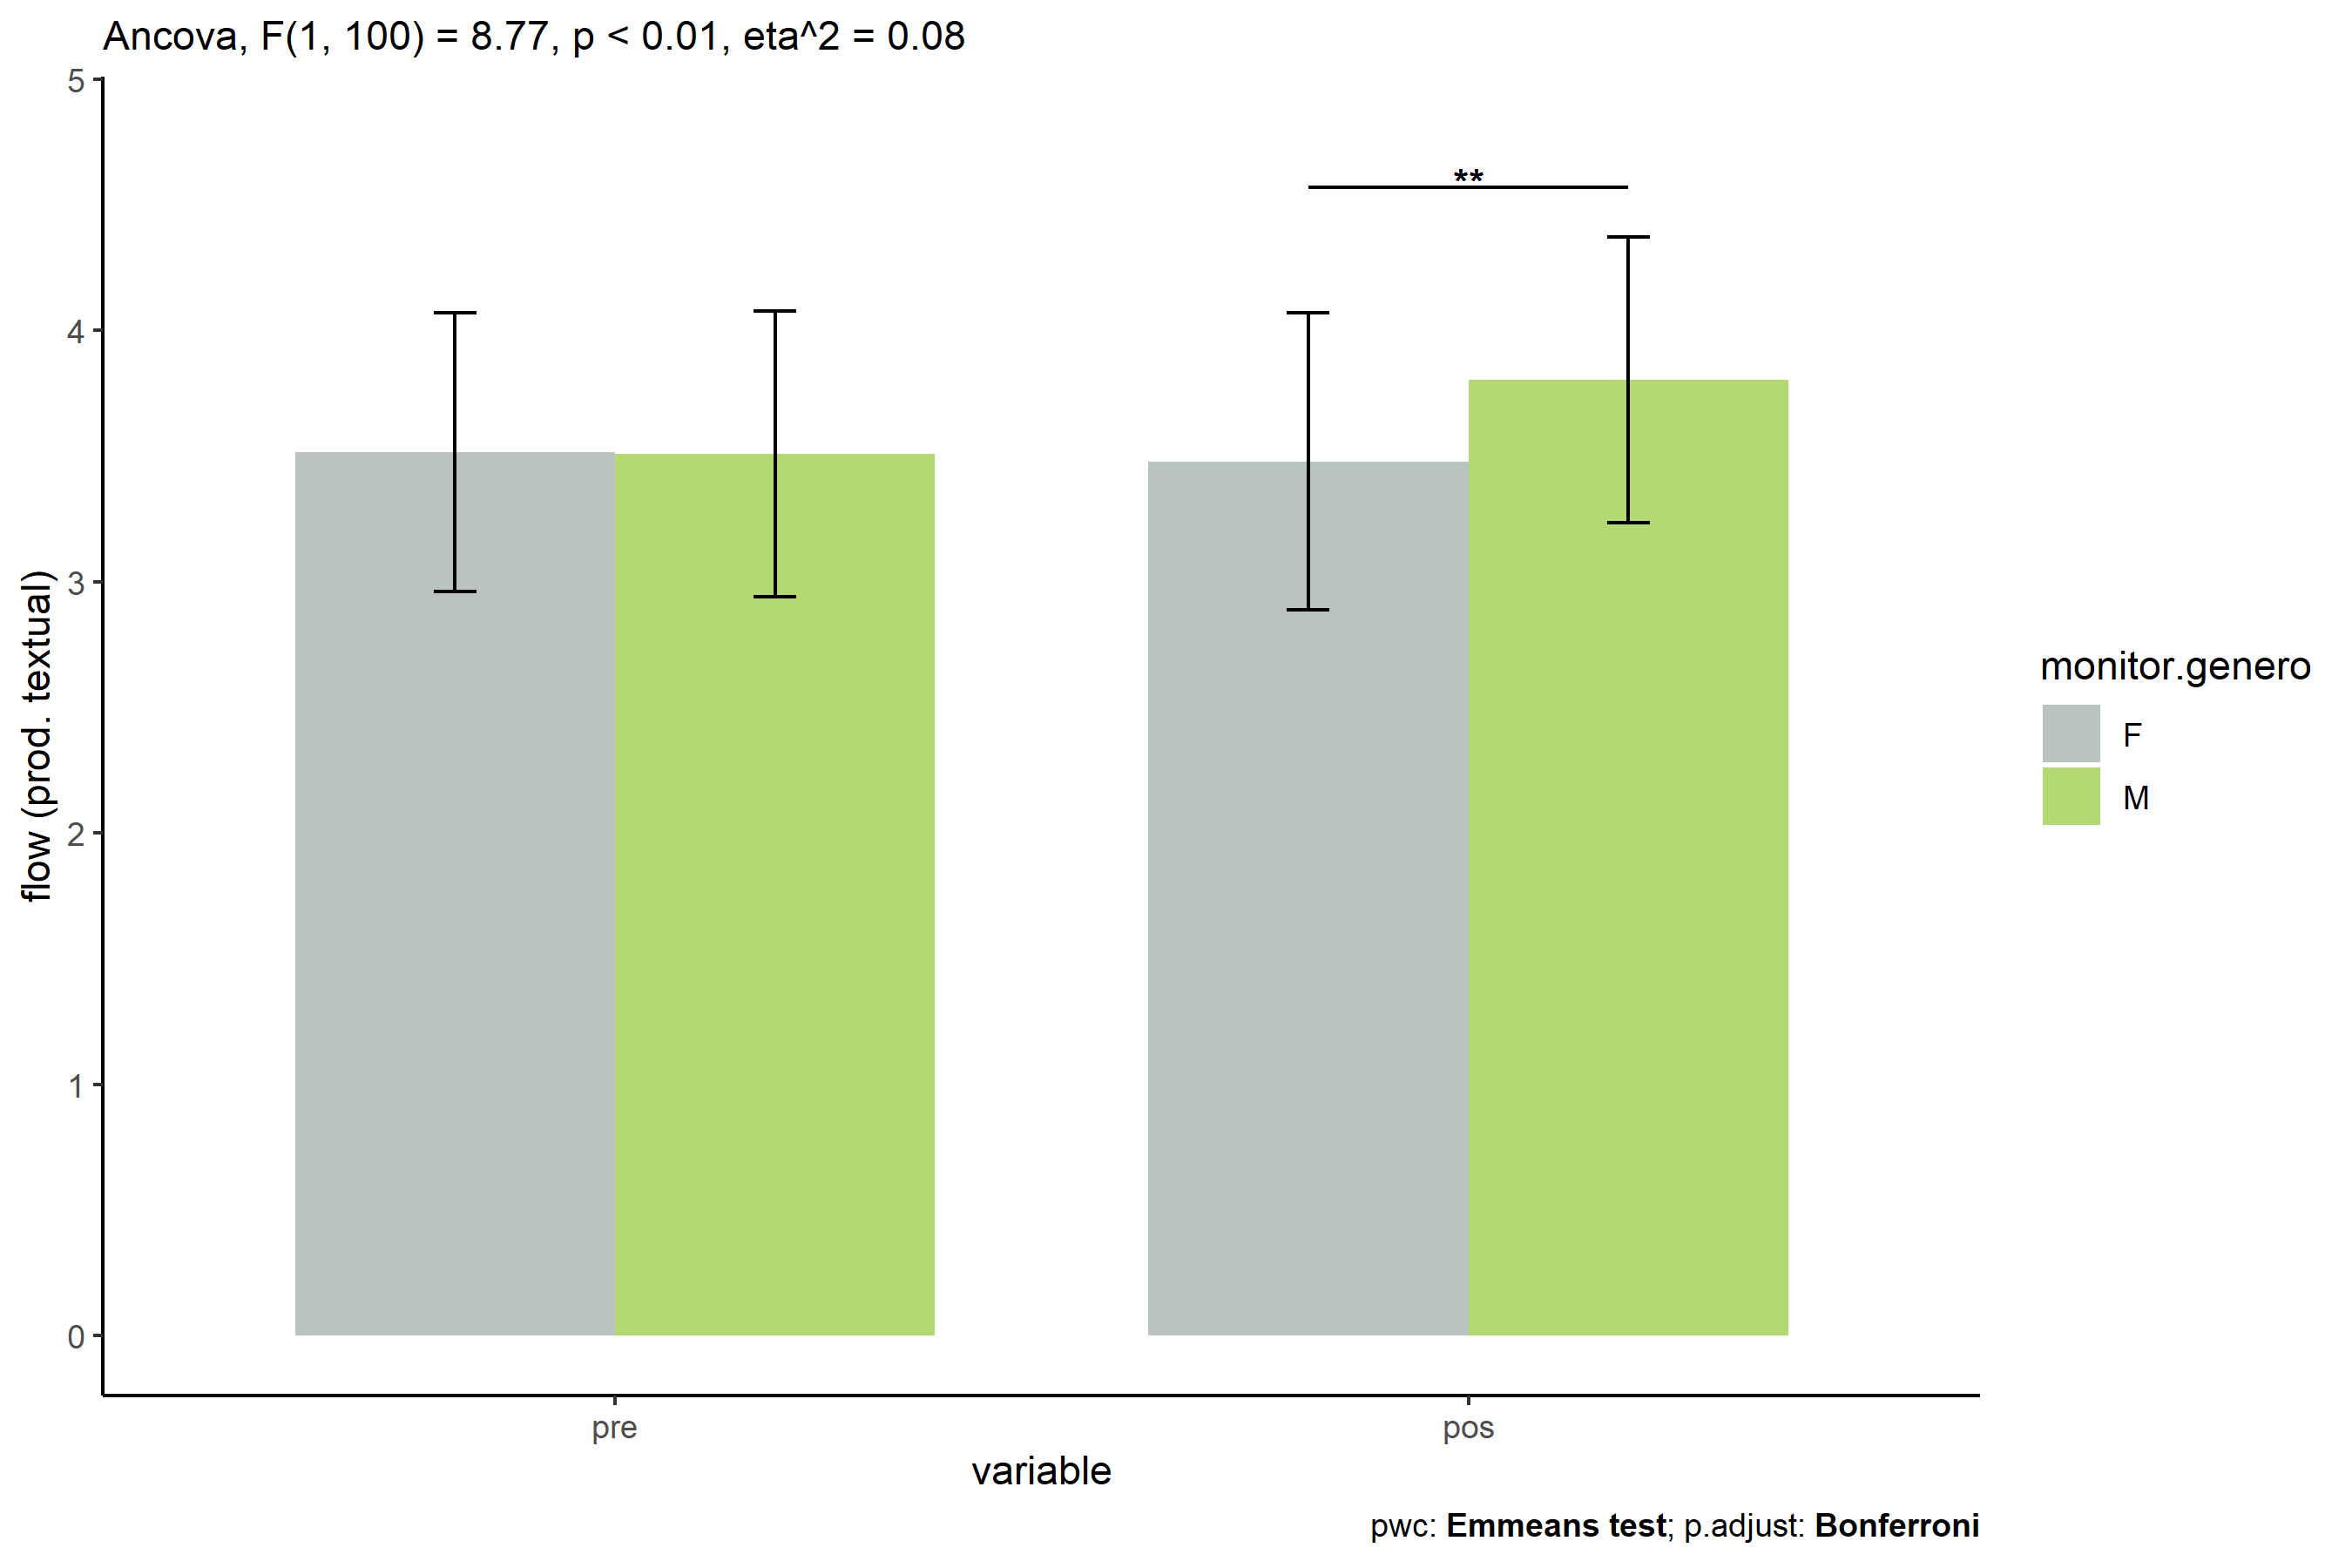 Ancova, F(1, 100) = 8.77, p < 0.01, eta^2 = 0.08
5
4
3
2
1
0
flow (prod. textual)
**
pre
pos
variable
monitor.genero
F
M
pwc: Emmeans test; p.adjust: Bonferroni